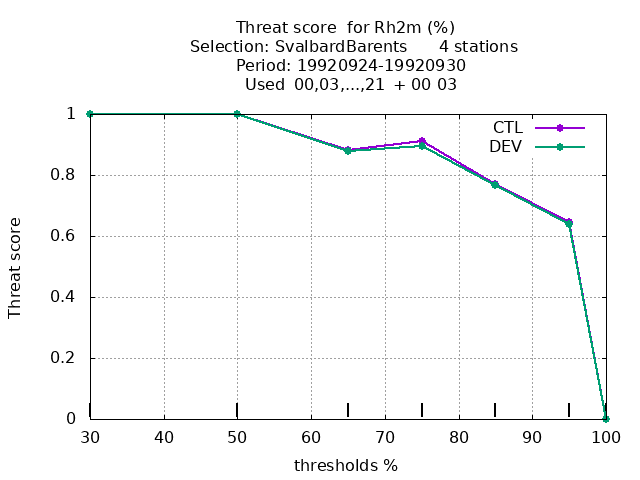 Threat score  for Rh2m (%)
Selection: SvalbardBarents      4 stations
Period: 19920924-19920930
Used  00,03,...,21  + 00 03
CTL
DEV
1
0.8
0.6
0.4
0.2
0
Threat score
30 40 50 60 70 80 90 100
thresholds %